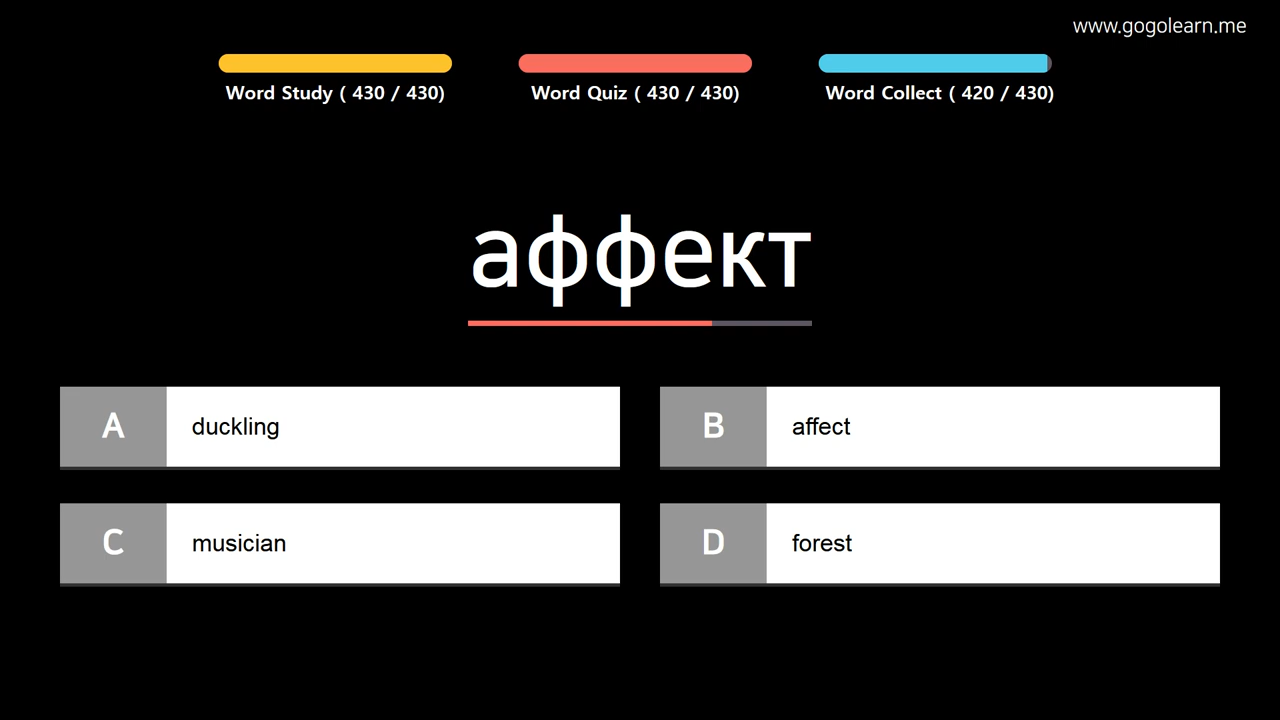 www.gogolearn.me
Word Study ( 430 / 430)
Word Quiz ( 430 / 430)
Word Collect ( 420 / 430)
аффект
A duckling
B affect
C musician
D forest